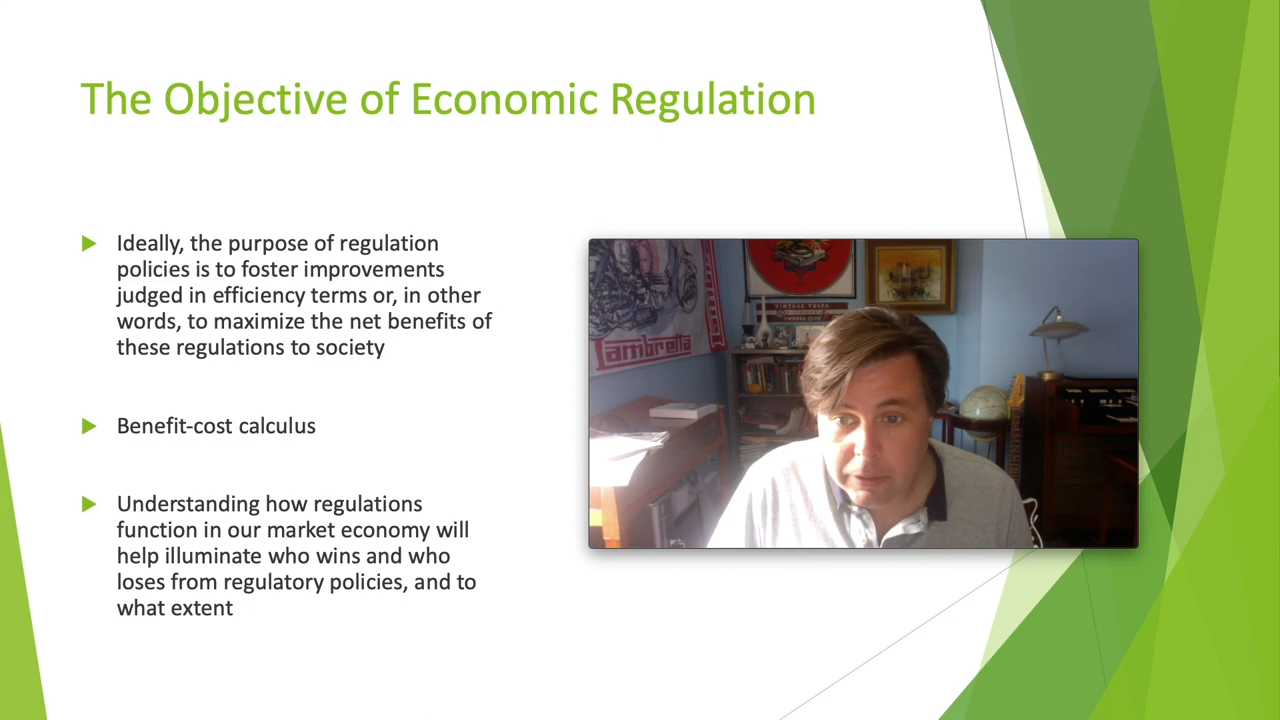 The Objective of Economic Regulation
Ideally, the purpose of regulation
policies is to foster improvements
judged in efficiency terms or, in other
words, to maximize the net benefits of
these regulations to society
Benefit-cost calculus
Understanding how regulations
function in our market economy will
help illuminate who wins and who
loses from regulatory policies, and to
what extent
Lambretta
VINTAGE VESPA